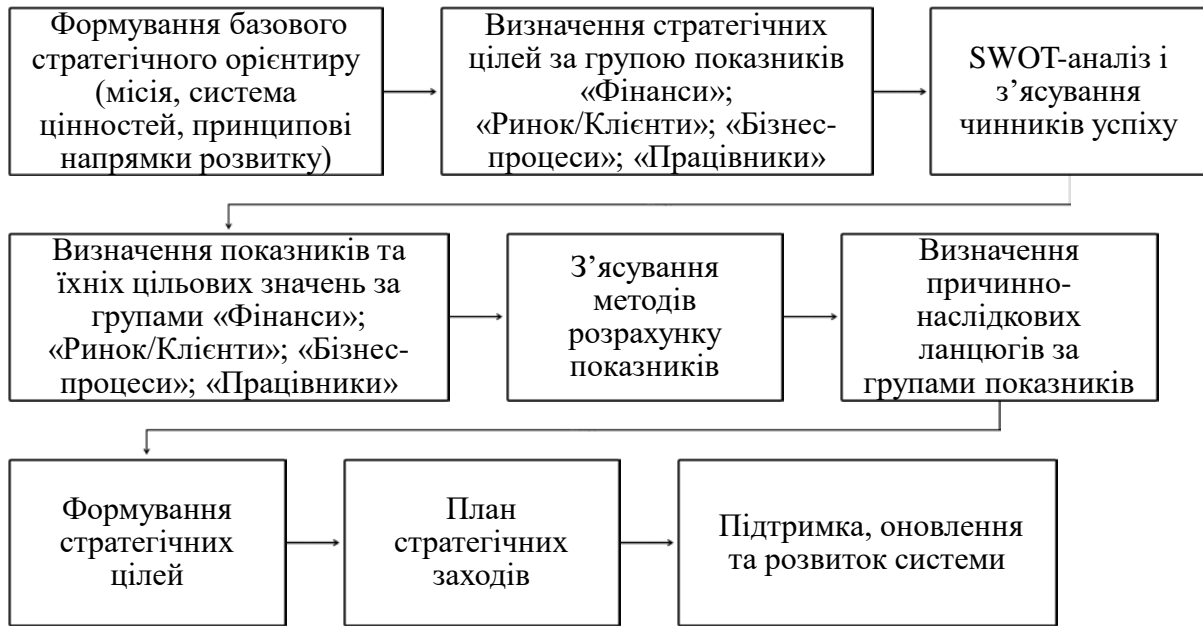 Формування базового
стратегічного орієнтиру
(місія, система
цінностей, принципові
напрямки розвитку)
Визначення стратегічних
цілей за групою показників
«Фінанси»;
«Ринок/Клієнти»; «Бізнес-
процеси»; «Працівники»
SWOT-аналіз і
з’ясування
чинників успіху
Визначення показників та
їхніх цільових значень за
групами «Фінанси»;
«Ринок/Клієнти»; «Бізнес-
процеси»; «Працівники»
З’ясування
методів
розрахунку
показників
Визначення
причинно-
наслідкових
ланцюгів за
групами показників
Формування
стратегічних
цілей
План
стратегічних
заходів
Підтримка, оновлення
та розвиток системи